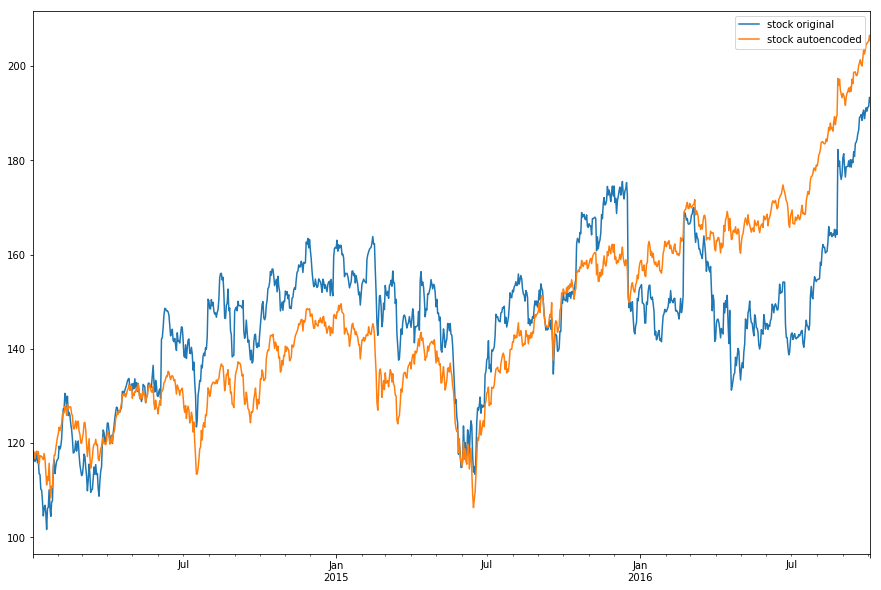 stock original
stock autoencoded
200
180
160
140
120
100
Jul
Jan
2015
Jul
Jan
2016
Jul